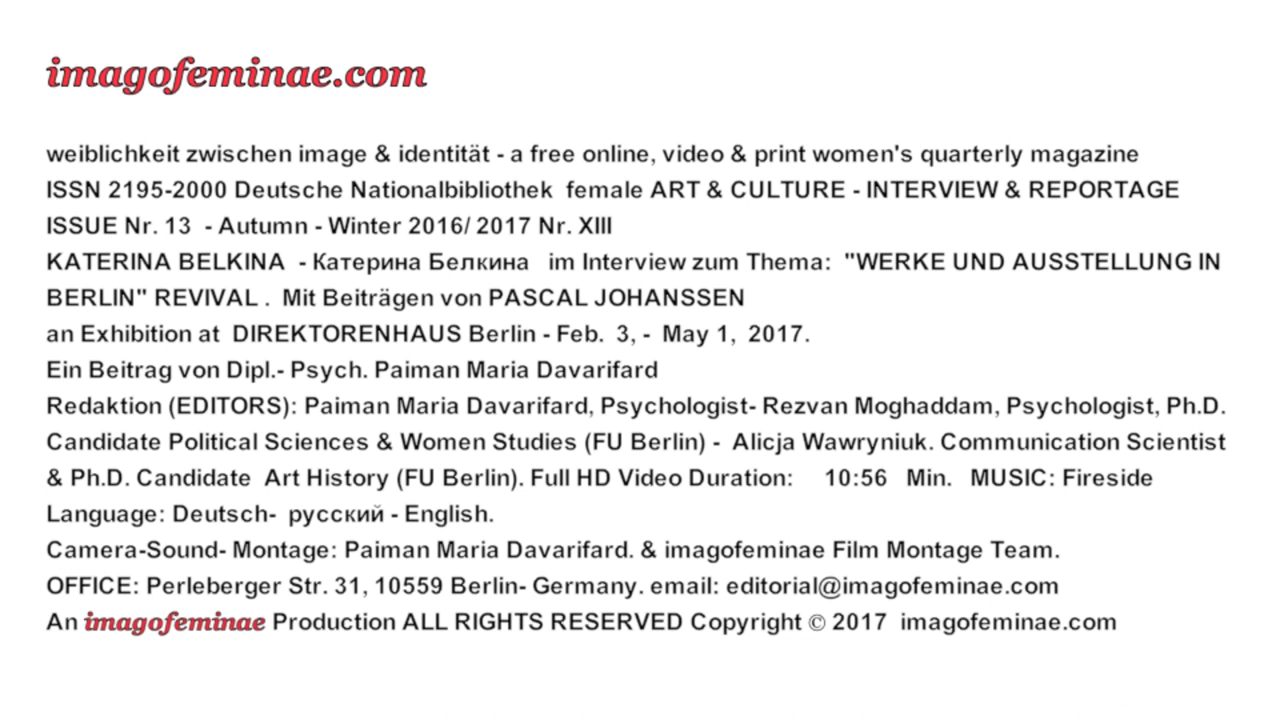 imagofeminae.com
weiblichkeit zwischen image & identität - a free online, video & print women's quarterly magazine
ISSN 2195-2000 Deutsche Nationalbibliothek  female ART & CULTURE - INTERVIEW & REPORTAGE
ISSUE Nr. 13  - Autumn - Winter 2016/ 2017 Nr. XIII
KATERINA BELKINA  - Катерина Белкина   im Interview zum Thema:  "WERKE UND AUSSTELLUNG IN
BERLIN" REVIVAL .  Mit Beiträgen von PASCAL JOHANSSEN
an Exhibition at  DIREKTORENHAUS Berlin - Feb.  3, -  May 1,  2017.
Ein Beitrag von Dipl.- Psych. Paiman Maria Davarifard
Redaktion (EDITORS): Paiman Maria Davarifard, Psychologist- Rezvan Moghaddam, Psychologist, Ph.D.
Candidate Political Sciences & Women Studies (FU Berlin) -  Alicja Wawryniuk. Communication Scientist
& Ph.D. Candidate  Art History (FU Berlin). Full HD Video Duration:    10:56   Min.   MUSIC: Fireside
Language: Deutsch-  русский - English.
Camera-Sound- Montage: Paiman Maria Davarifard. & imagofeminae Film Montage Team.
OFFICE: Perleberger Str. 31, 10559 Berlin- Germany. email: editorial@imagofeminae.com
An imagofeminae Production ALL RIGHTS RESERVED Copyright © 2017  imagofeminae.com